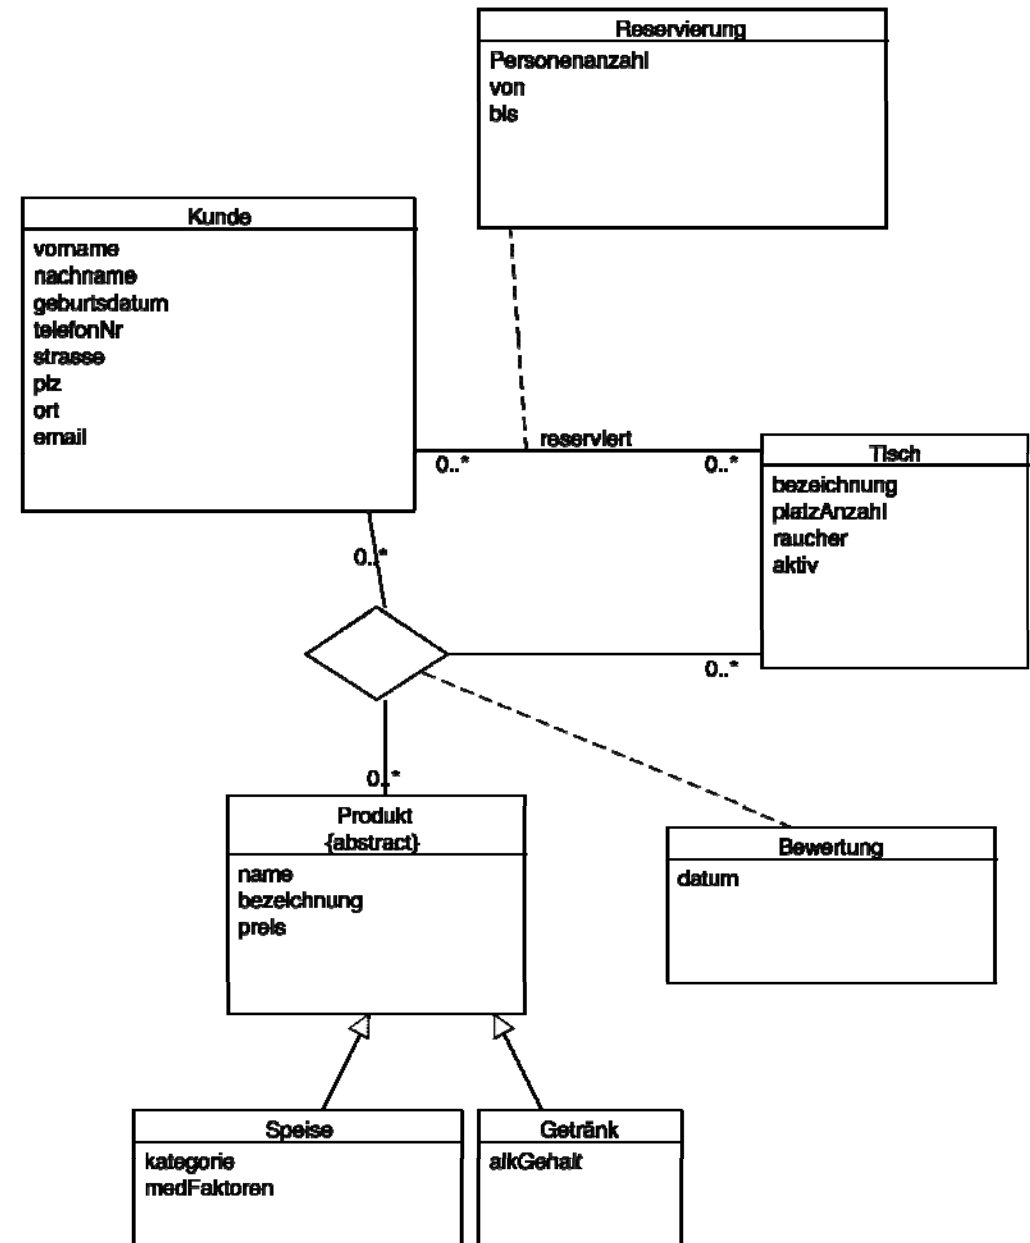 Reservierung
Personenanzahl
von
bis
Kunde
vorname
nachname
geburtsdatum
telefonNr
strasse
plz
ort
email
reserviert
0..*
0..*
Tisch
bezeichnung
platzAnzahl
raucher
aktiv
0..*
0..*
0..*
Produkt
{abstract}
name
bezeichnung
preis
Bewertung
datum
Speise
kategorie
medFaktoren
Getränk
alkGehalt